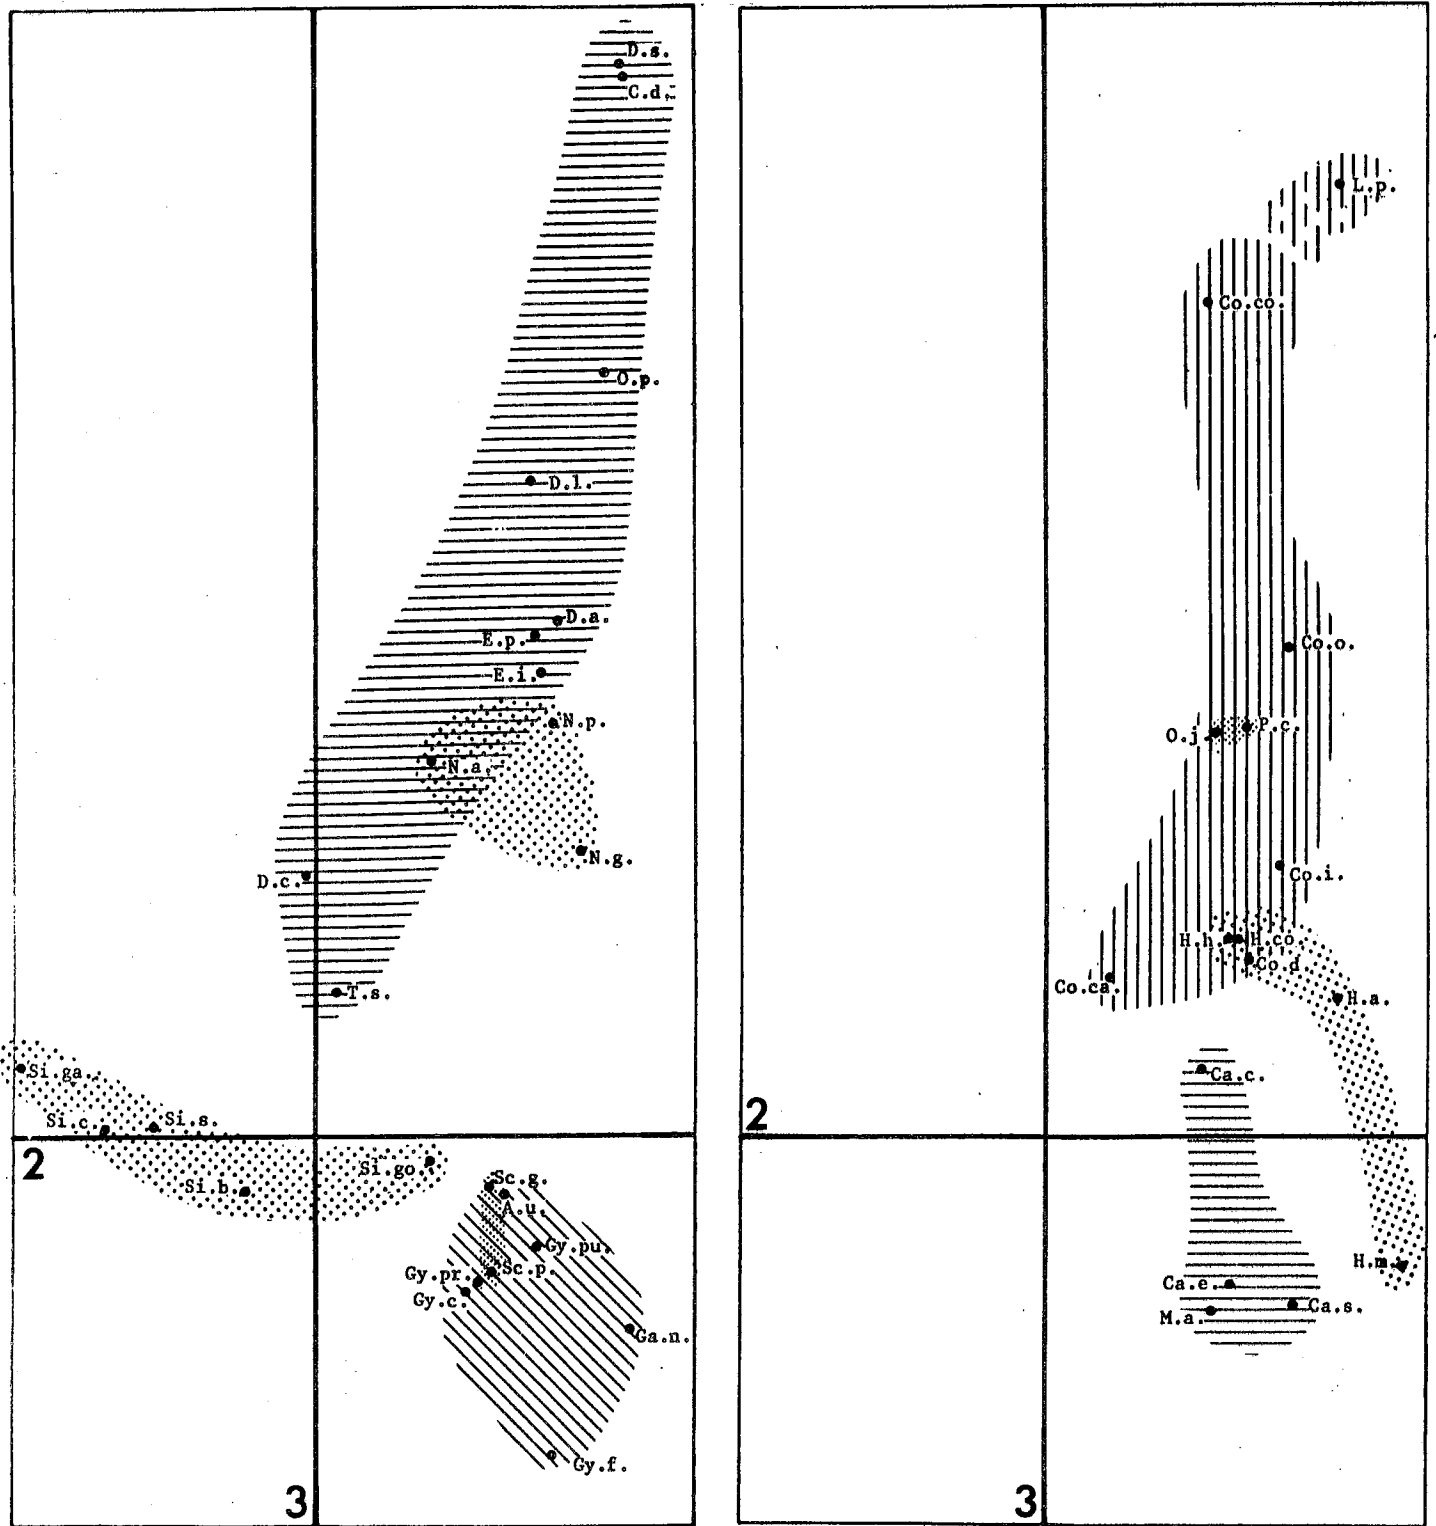 D.s.
C.d.
O.p.
D.l.
D.a.
E.p.
E.i.
N.p.
N.a.
N.g.
D.c.
T.s.
Si.ga.
Si.c.
Si.s.
2
Si.b.
Si.go.
Sc.g.
A.u.
Gy.pu.
Sc.p.
Gy.pr.
Gy.c.
Ga.n.
Gy.f.
3
L.p.
Co.co.
Co.o.
O.j.
P.c.
Co.i.
H.h.
H.co.
Co.d
Co.ca.
H.a.
Ca.c.
2
H.m.
Ca.e.
Ca.s.
M.a.
3